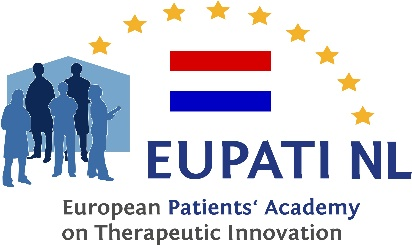 EUPATI NL
European Patients‘ Academy
on Therapeutic Innovation